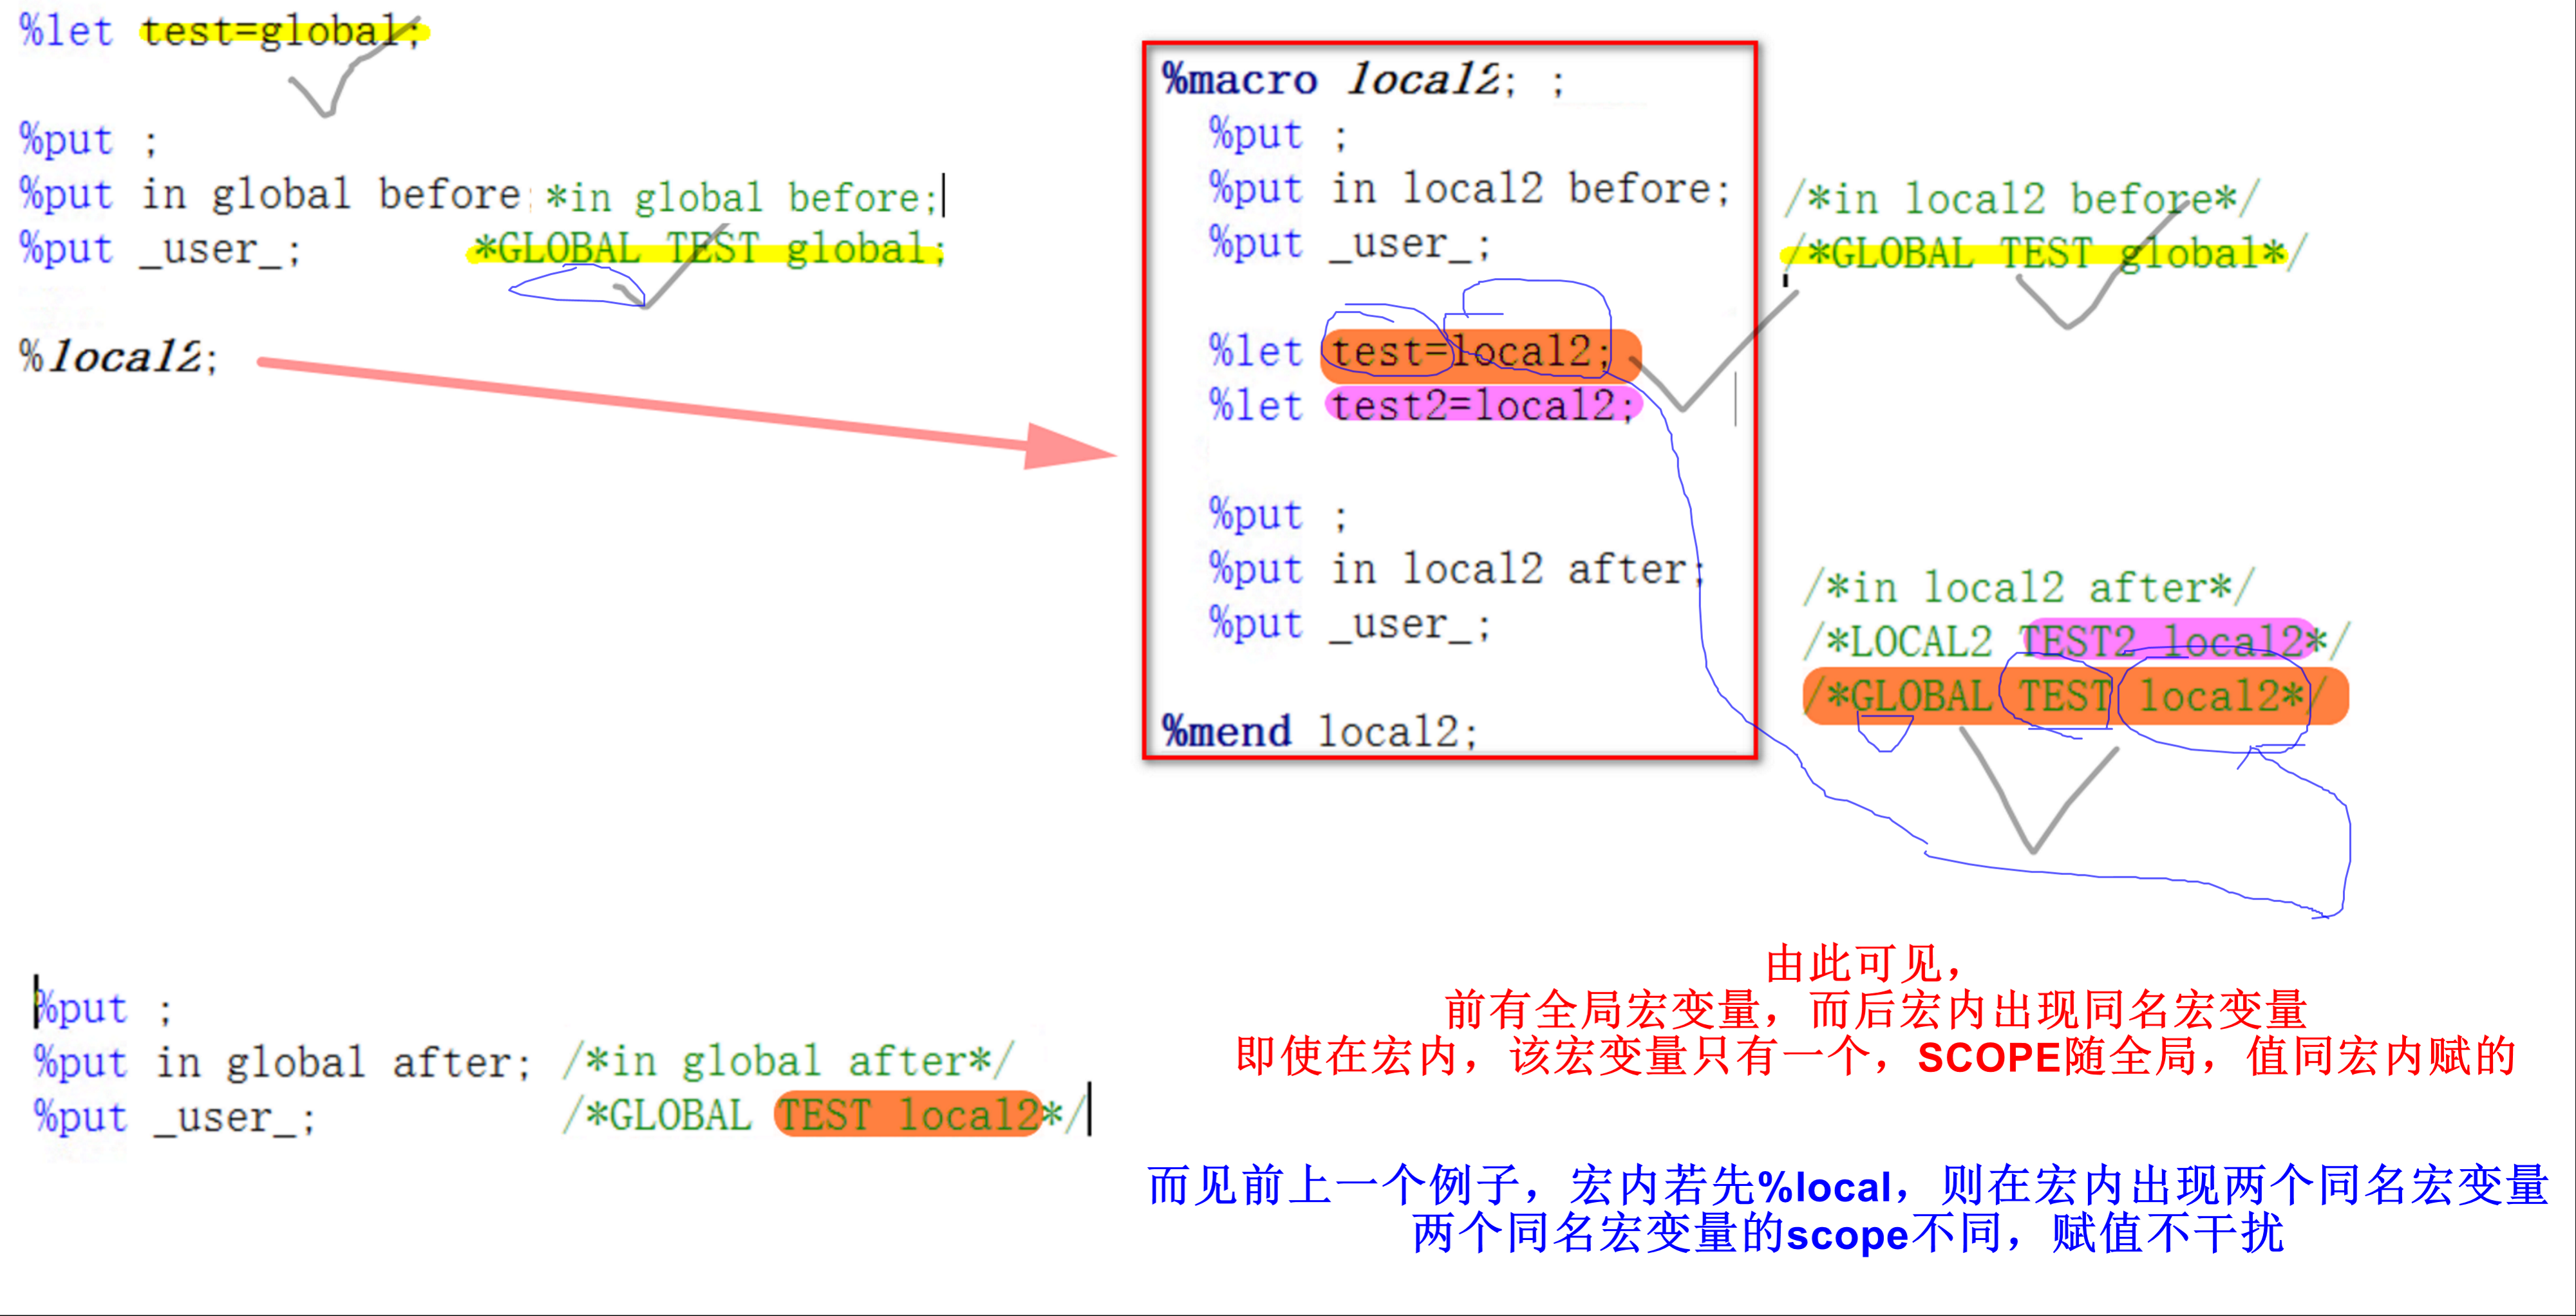 %let test=global;
%put ;
%put in global before; *in global before;
%put _user_; *GLOBAL TEST global;
%local2;
%macro local2; ;
%put ;
%put in local2 before;
%put _user_;
%let test=local2;
%let test2=local2;
%put ;
%put in local2 after;
%put _user_;
%mend local2;
/*in local2 before*/
/*GLOBAL TEST global*/
/*in local2 after*/
/*LOCAL2 TEST2 local2*/
/*GLOBAL TEST local2*/
%put ;
%put in global after; /*in global after*/
%put _user_; /*GLOBAL TEST local2*/
由此可见，
前有全局宏变量，而后宏内出现同名宏变量
即使在宏内，该宏变量只有一个，SCOPE随全局，值同宏内赋的
而见前上一个例子，宏内若先%local，则在宏内出现两个同名宏变量
两个同名宏变量的scope不同，赋值不干扰